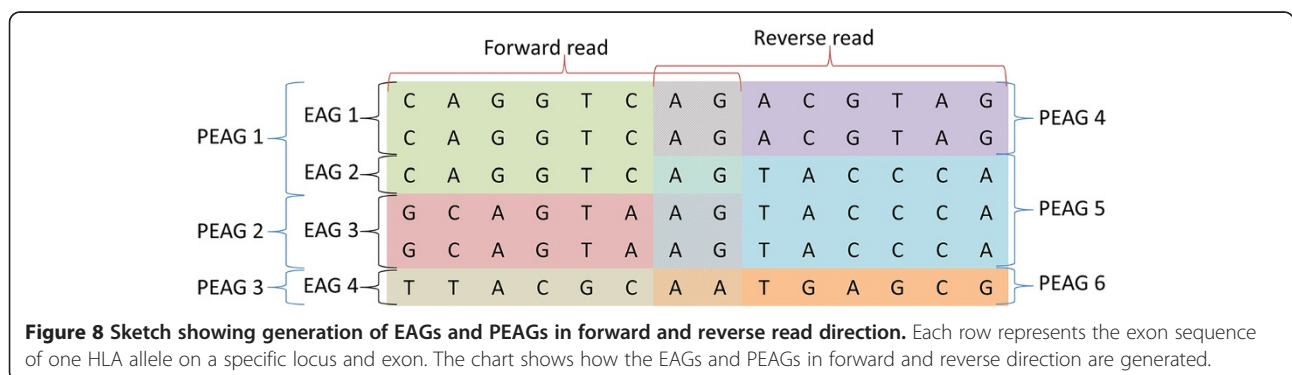 Forward read
Reverse read
PEAG 1
EAG 1
C A G G T C A G A C G T A G
PEAG 4
C A G G T C A G A C G T A G
EAG 2
C A G G T C A G T A C C C A
PEAG 2
EAG 3
G C A G T A A G T A C C C A
PEAG 5
G C A G T A A G T A C C C A
PEAG 3
EAG 4
T T A C G C A A T G A G C G
PEAG 6
Figure 8 Sketch showing generation of EAGs and PEAGs in forward and reverse read direction. Each row represents the exon sequence
of one HLA allele on a specific locus and exon. The chart shows how the EAGs and PEAGs in forward and reverse direction are generated.